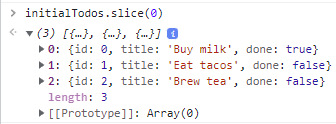 > initialTodos.slice(0)
▼ (3) [{…}, {…}, {…}] i
▶ 0: {id: 0, title: 'Buy milk', done: true}
▶ 1: {id: 1, title: 'Eat tacos', done: false}
▶ 2: {id: 2, title: 'Brew tea', done: false}
length: 3
▶ [[Prototype]]: Array(0)